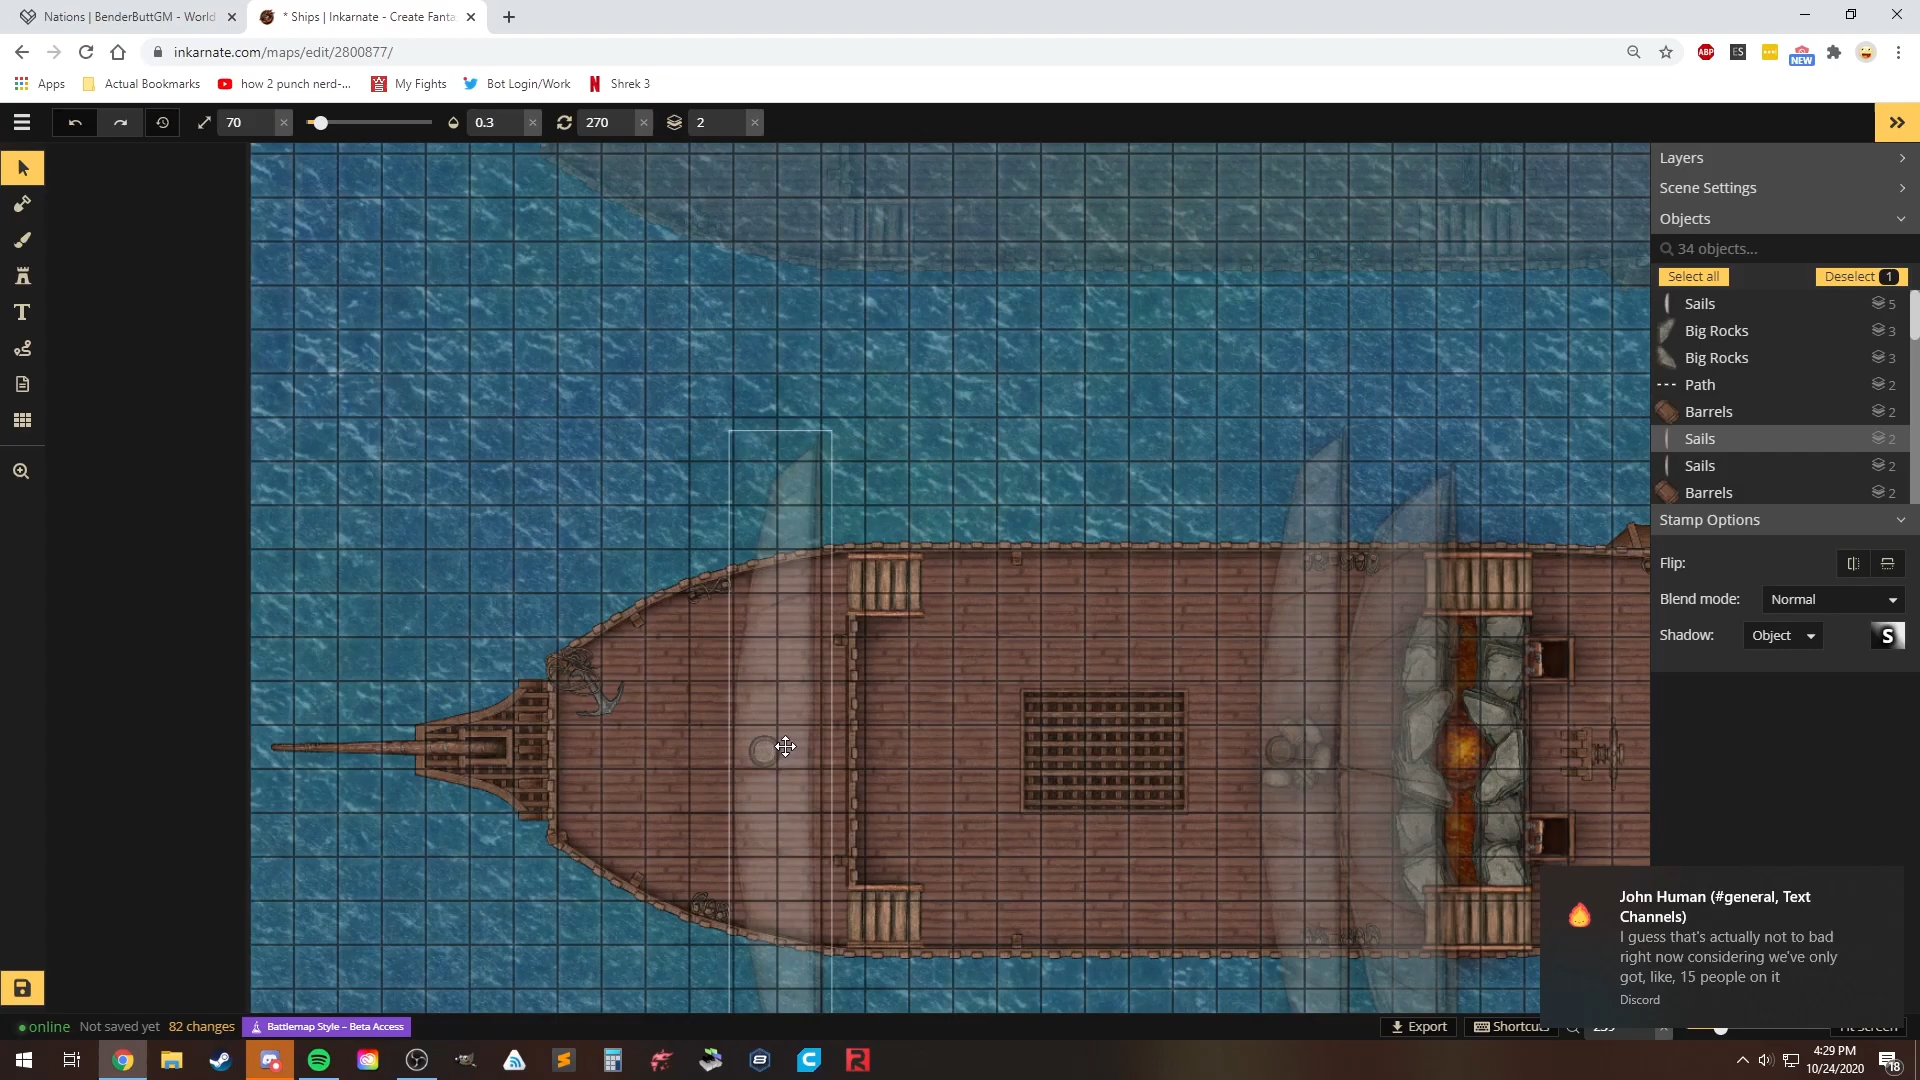 Nations | BenderButtGM - World
* Ships | Inkarnate - Create Fanta
inkarnate.com/maps/edit/2800877/
ABP
ES
NEW
Apps
Actual Bookmarks
how 2 punch nerd-...
My Fights
Bot Login/Work
Shrek 3
70
0.3
270
2
Layers
Scene Settings
Objects
34 objects...
Select all
Deselect 1
Sails 5
Big Rocks 3
Big Rocks 3
Path 2
Barrels 2
Sails 2
Sails 2
Barrels 2
Stamp Options
Flip:
Blend mode: Normal
Shadow: Object S
John Human (#general, Text
Channels)
I guess that's actually not to bad
right now considering we've only
got, like, 15 people on it
Discord
online Not saved yet 82 changes Battlemap Style – Beta Access
Export
4:29 PM
10/24/2020
18